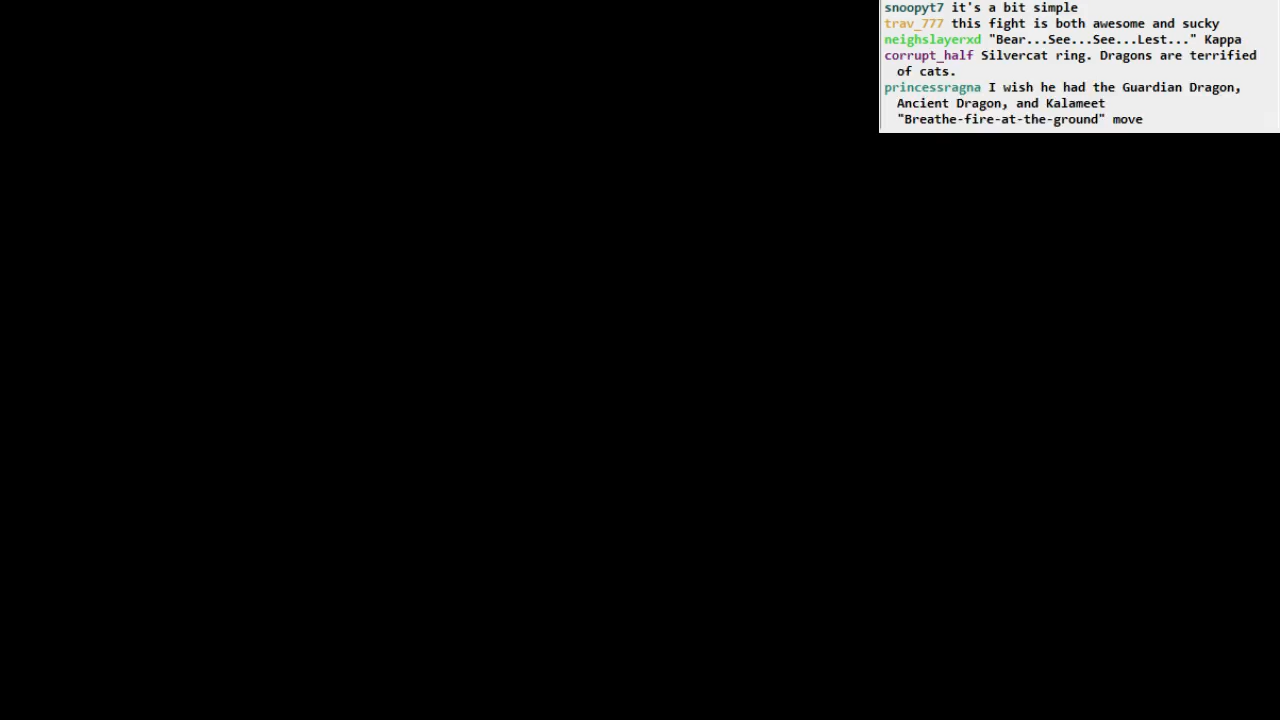 snoopyt7 it's a bit simple
trav_777 this fight is both awesome and sucky
neighslayerxd "Bear...See...See...Lest..." Kappa
corrupt_half Silvercat ring. Dragons are terrified
of cats.
princessragna I wish he had the Guardian Dragon,
Ancient Dragon, and Kalameet
"Breathe-fire-at-the-ground" move